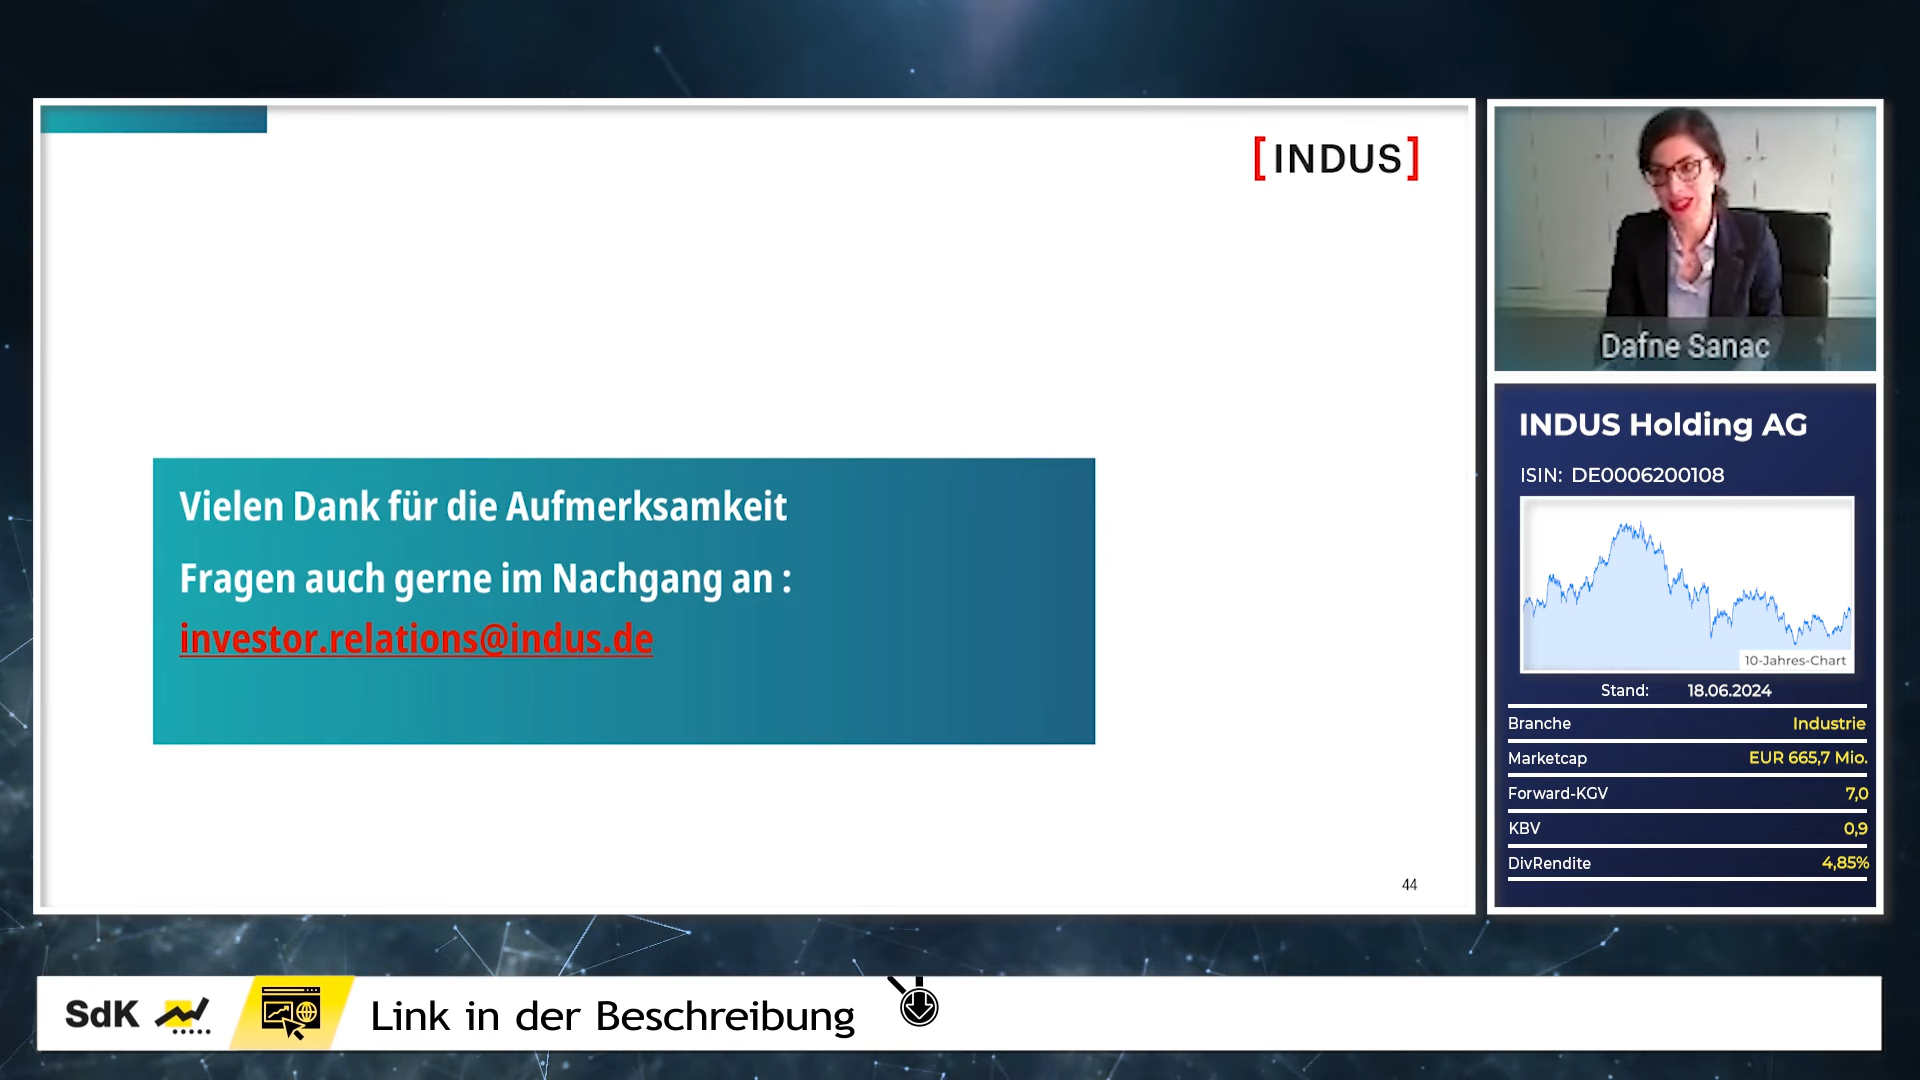 [INDUS]
Vielen Dank für die Aufmerksamkeit
Fragen auch gerne im Nachgang an :
investor.relations@indus.de
44
Dafne Sanac
INDUS Holding AG
ISIN: DE0006200108
10-Jahres-Chart
Stand: 18.06.2024
Branche Industrie
Marketcap EUR 665,7 Mio.
Forward-KGV 7,0
KBV 0,9
DivRendite 4,85%
SdK Link in der Beschreibung